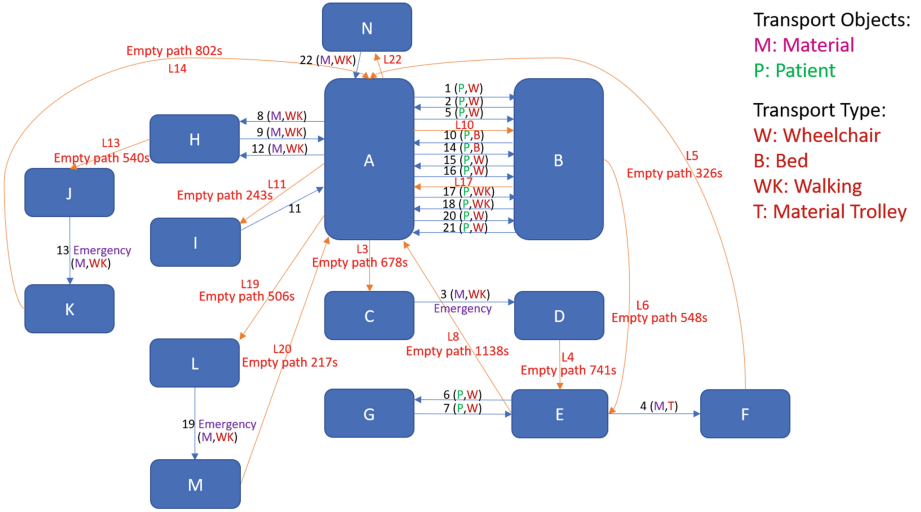 N
Transport Objects:
M: Material
P: Patient
Transport Type:
W: Wheelchair
B: Bed
WK: Walking
T: Material Trolley
Empty path 802s
L14
22 (M,WK)
L22
A
B
1 (P,W)
2 (P,W)
5 (P,W)
L10
10 (P,B)
14 (P,B)
15 (P,W)
16 (P,W)
L17
17 (P,WK)
18 (P,WK)
20 (P,W)
21 (P,W)
H
8 (M,WK)
9 (M,WK)
12 (M,WK)
L13
Empty path 540s
J
L11
Empty path 243s
I
11
L5
Empty path 326s
13 Emergency
(M,WK)
K
L3
Empty path 678s
L19
Empty path 506s
C
3 (M,WK)
Emergency
D
L6
Empty path 548s
L
L20
Empty path 217s
L8
Empty path 1138s
L4
Empty path 741s
G
6 (P,W)
7 (P,W)
E
4 (M,T)
F
19 Emergency
(M,WK)
M